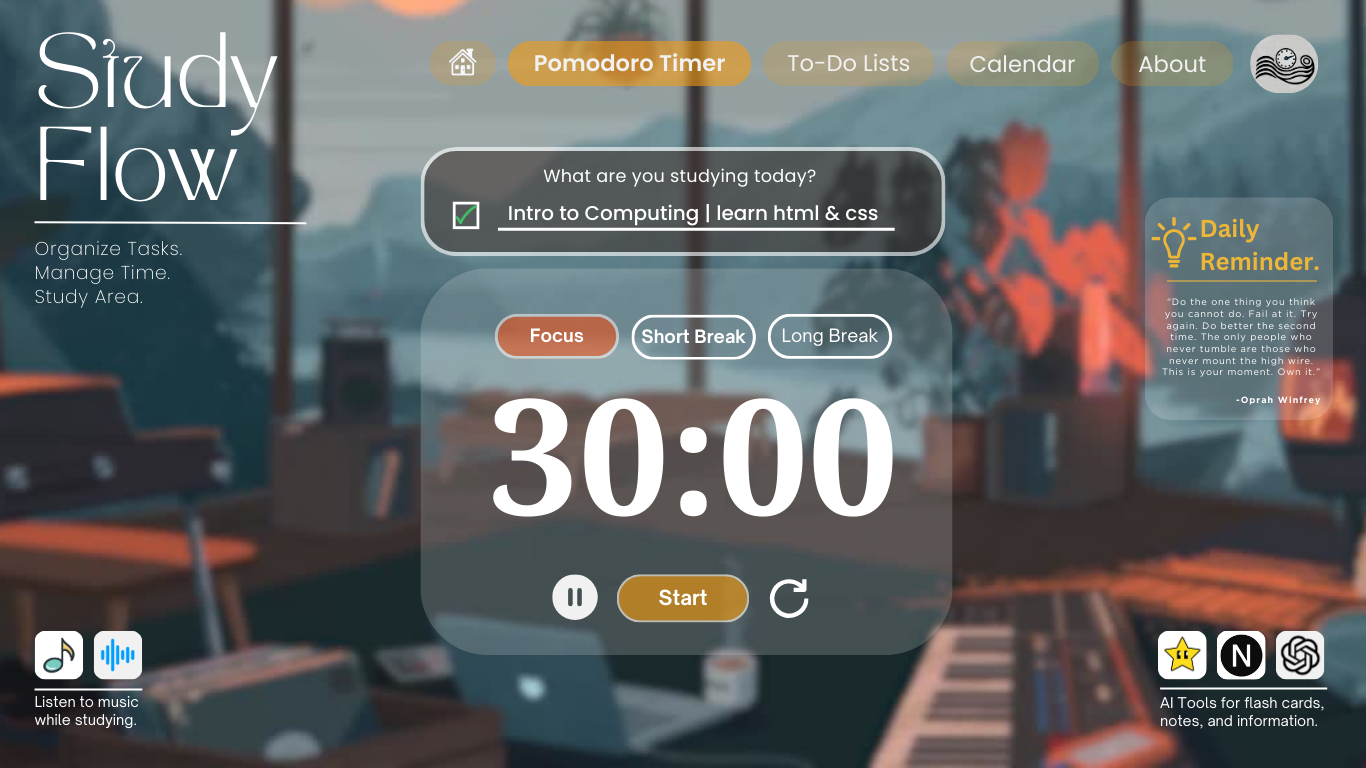 Study
Flow
Organize Tasks.
Manage Time.
Study Area.
Pomodoro Timer
To-Do Lists
Calendar
About
What are you studying today?
Intro to Computing | learn html & css
Focus
Short Break
Long Break
30:00
Start
Daily
Reminder.
"Do the one thing you think
you cannot do. Fail at it. Try
again. Do better the second
time. The only people who
never tumble are those who
never mount the high wire.
This is your moment. Own it."
-Oprah Winfrey
Listen to music
while studying.
N
AI Tools for flash cards,
notes, and information.